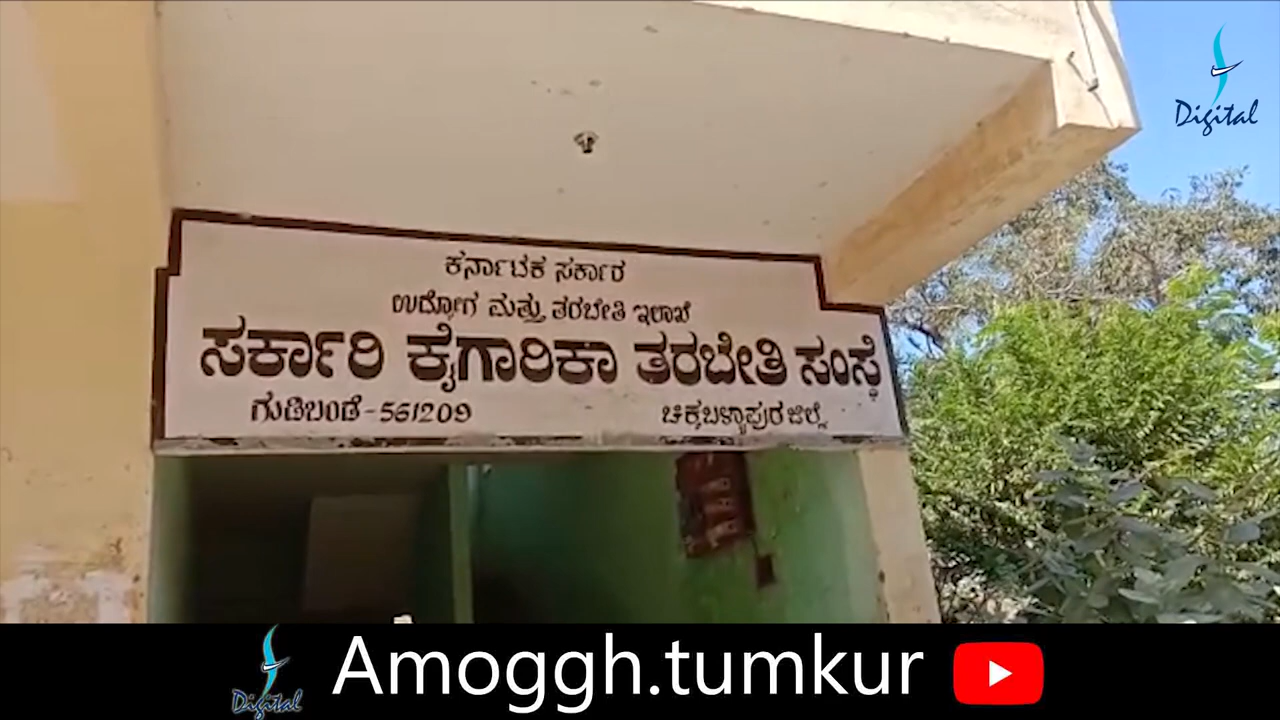 Digital
ಕರ್ನಾಟಕ ಸರ್ಕಾರ
ಉದ್ಯೋಗ ಮತ್ತು ತರಬೇತಿ ಇಲಾಖೆ
ಸರ್ಕಾರಿ ಕೈಗಾರಿಕಾ ತರಬೇತಿ ಸಂಸ್ಥೆ
ಗುಡಿಬಂಡೆ-561209 ಚಿಕ್ಕಬಳ್ಳಾಪುರ ಜಿಲ್ಲೆ
Digital Amoggh.tumkur